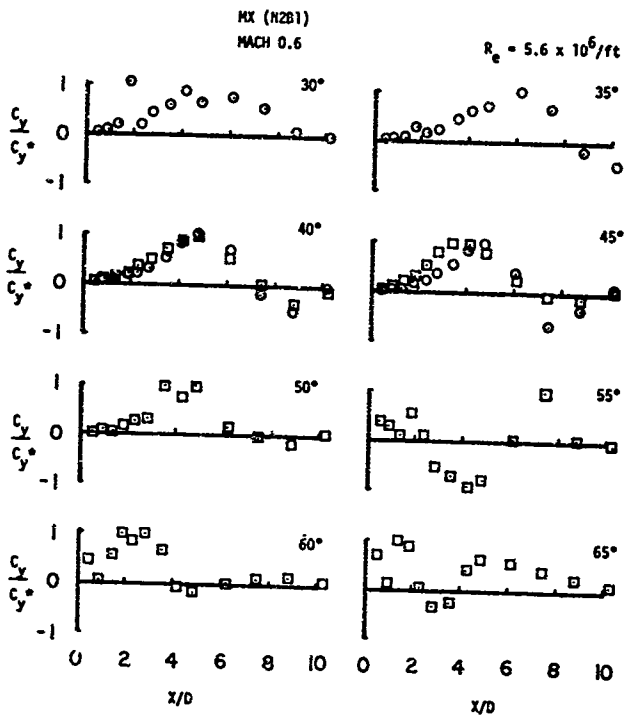 MX (N2B1)
MACH 0.6
Re = 5.6 x 10^6/ft
1
0
-1
Cy
Cy*
30°
35°
1
0
-1
Cy
Cy*
40°
45°
1
0
-1
Cy
Cy*
50°
55°
1
0
-1
Cy
Cy*
60°
65°
0 2 4 6 8 10
0 2 4 6 8 10
X/D
X/D